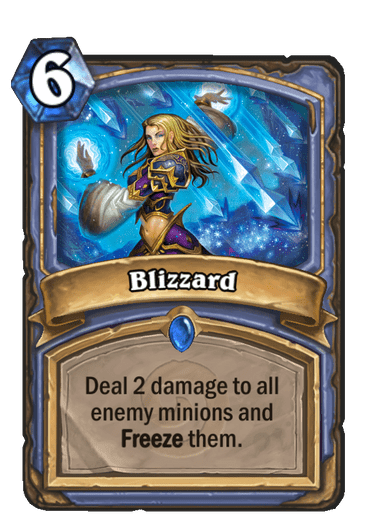 6
Blizzard
Deal 2 damage to all
enemy minions and
Freeze them.